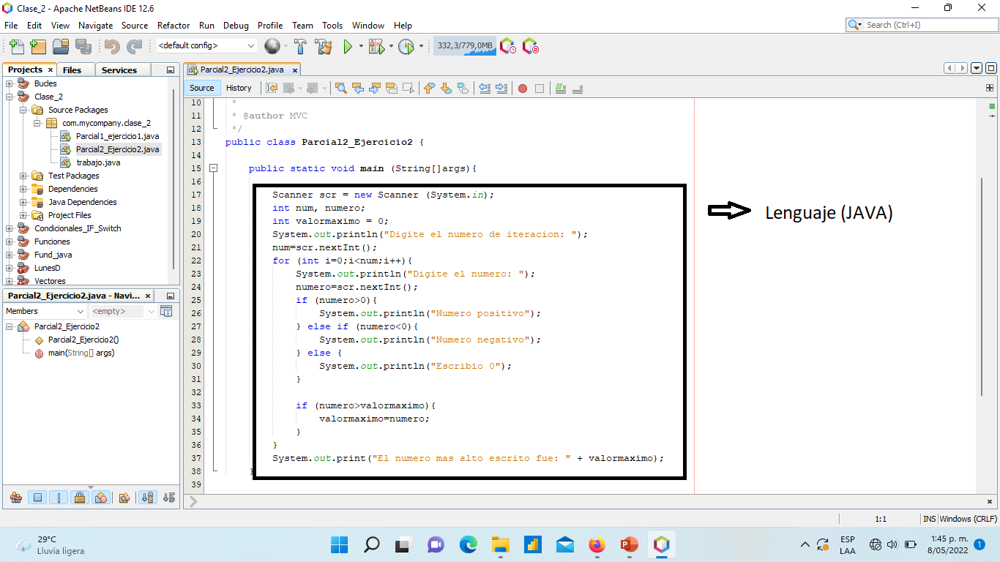 Clase_2 - Apache NetBeans IDE 12.6
File Edit View Navigate Source Refactor Run Debug Profile Team Tools Window Help
Search (Ctrl+I)
<default config>
332,3/779,0MB
Projects Files Services
Parcial2_Ejercicio2.java
Source History
Bucles
Clase_2
Source Packages
com.mycompany.clase_2
Parcial1_ejercicio1.java
Parcial2_Ejercicio2.java
trabajo.java
Test Packages
Dependencies
Java Dependencies
Project Files
Condicionales_IF_Switch
Funciones
Fund_java
LunesD
Vectores
Parcial2_Ejercicio2.java - Navi...
Members <empty>
Parcial2_Ejercicio2
Parcial2_Ejercicio2()
main(String[] args)
10 *
11 * @author MVC
12 */
13 public class Parcial2_Ejercicio2 {
14
15 public static void main (String[]args){
16
17 Scanner scr = new Scanner (System.in);
18 int num, numero;
19 int valormaximo = 0;
20 System.out.println("Digite el numero de iteracion: ");
21 num=scr.nextInt();
22 for (int i=0;i<num;i++){
23 System.out.println("Digite el numero: ");
24 numero=scr.nextInt();
25 if (numero>0){
26 System.out.println("Numero positivo");
27 } else if (numero<0){
28 System.out.println("Numero negativo");
29 } else {
30 System.out.println("Escribio 0");
31 }
32
33 if (numero>valormaximo){
34 valormaximo=numero;
35 }
36 }
37 System.out.print("El numero mas alto escrito fue: " + valormaximo);
38 }
39
Lenguaje (JAVA)
1:1 INS Windows (CRLF)
29°C
Lluvia ligera
ESP
LAA
1:45 p. m.
8/05/2022
1